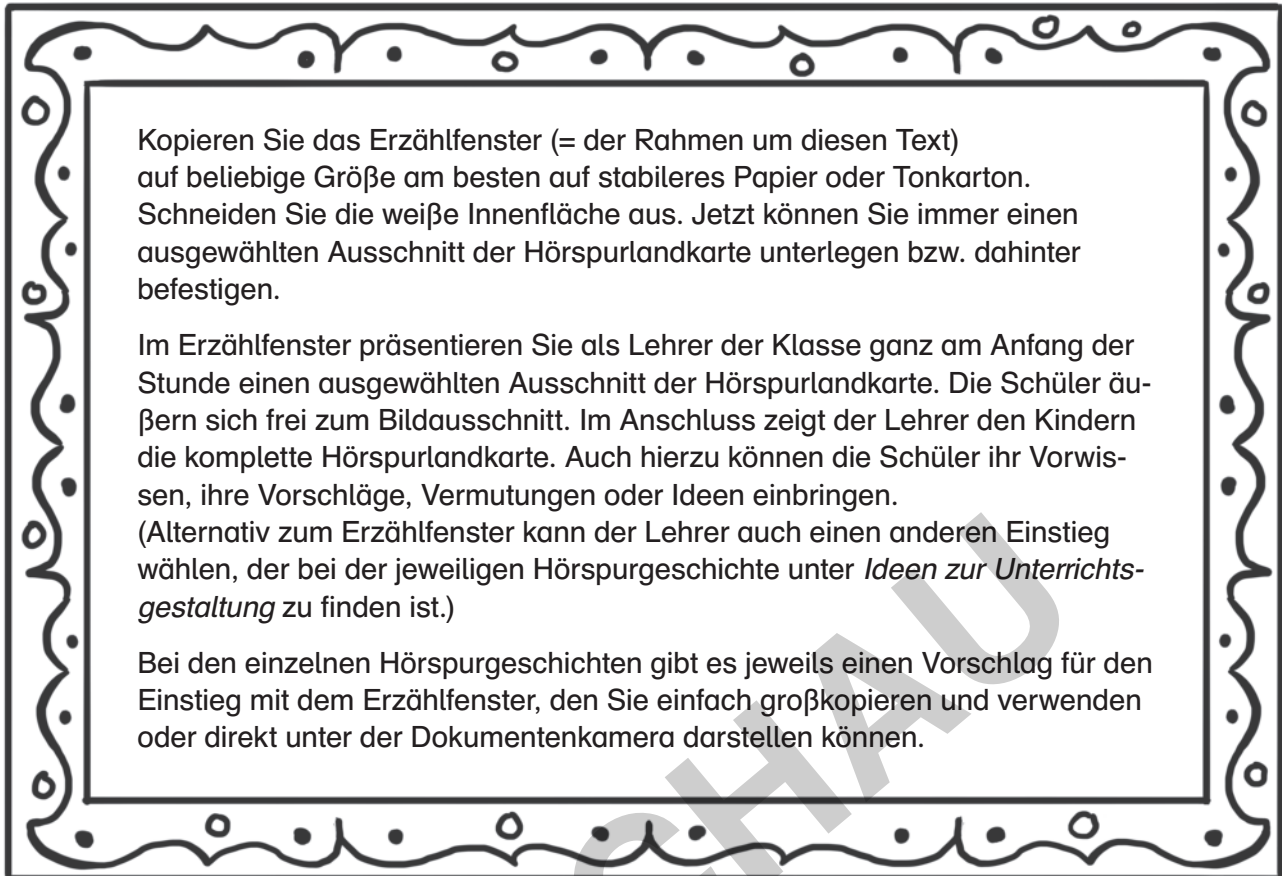 Kopieren Sie das Erzählfenster (= der Rahmen um diesen Text)
auf beliebige Größe am besten auf stabileres Papier oder Tonkarton.
Schneiden Sie die weiße Innenfläche aus. Jetzt können Sie immer einen
ausgewählten Ausschnitt der Hörspurlandkarte unterlegen bzw. dahinter
befestigen.
Im Erzählfenster präsentieren Sie als Lehrer der Klasse ganz am Anfang der
Stunde einen ausgewählten Ausschnitt der Hörspurlandkarte. Die Schüler äu-
ßern sich frei zum Bildausschnitt. Im Anschluss zeigt der Lehrer den Kindern
die komplette Hörspurlandkarte. Auch hierzu können die Schüler ihr Vorwis-
sen, ihre Vorschläge, Vermutungen oder Ideen einbringen.
(Alternativ zum Erzählfenster kann der Lehrer auch einen anderen Einstieg
wählen, der bei der jeweiligen Hörspurgeschichte unter Ideen zur Unterrichts-
gestaltung zu finden ist.)
Bei den einzelnen Hörspurgeschichten gibt es jeweils einen Vorschlag für den
Einstieg mit dem Erzählfenster, den Sie einfach großkopieren und verwenden
oder direkt unter der Dokumentenkamera darstellen können.
CHAU